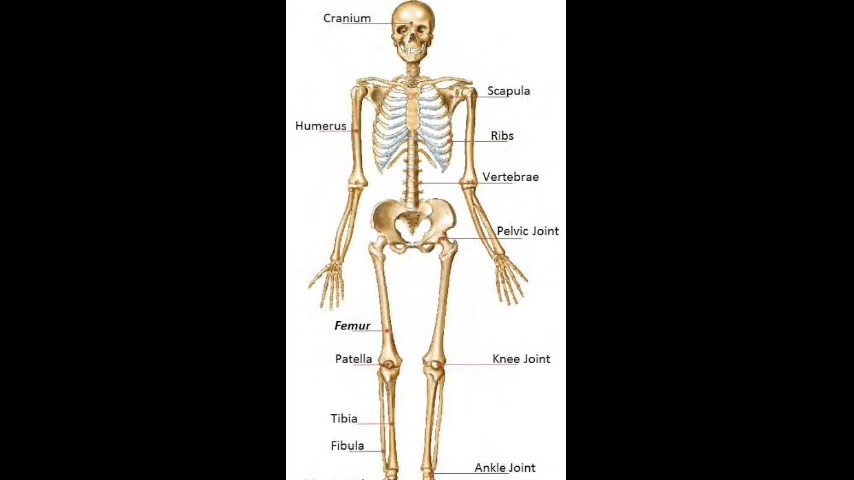 Cranium
Scapula
Humerus
Ribs
Vertebrae
Pelvic Joint
Femur
Patella
Knee Joint
Tibia
Fibula
Ankle Joint